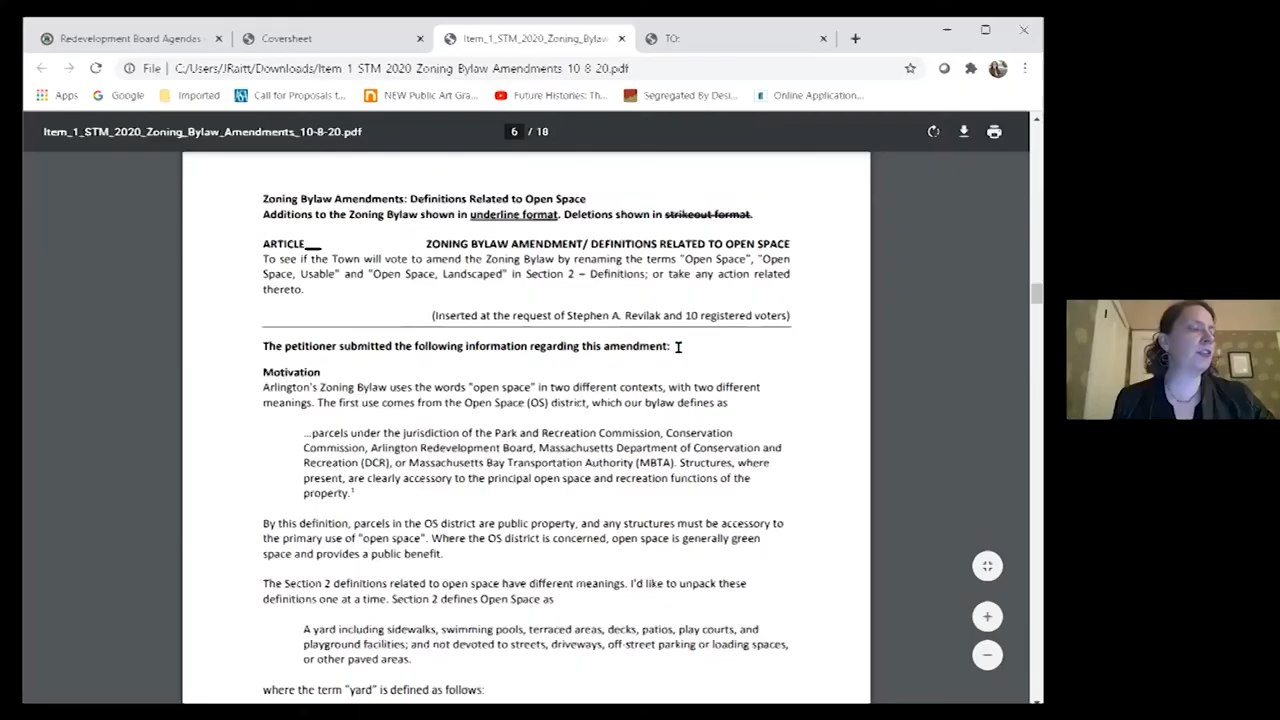 Redevelopment Board Agendas
Coversheet
Item_1_STM_2020_Zoning_Bylaw
TO:
File | C:/Users/JRaitt/Downloads/Item 1 STM 2020 Zoning Bylaw Amendments 10-8-20.pdf
Apps
Google
Imported
Call for Proposals t...
NEW Public Art Gra...
Future Histories: Th...
Segregated By Desi...
Online Application...
Item_1_STM_2020_Zoning_Bylaw_Amendments_10-8-20.pdf
6 / 18
Zoning Bylaw Amendments: Definitions Related to Open Space
Additions to the Zoning Bylaw shown in underline format. Deletions shown in strikeout format.
ARTICLE___ ZONING BYLAW AMENDMENT/ DEFINITIONS RELATED TO OPEN SPACE
To see if the Town will vote to amend the Zoning Bylaw by renaming the terms "Open Space", "Open
Space, Usable" and "Open Space, Landscaped" in Section 2 – Definitions; or take any action related
thereto.
(Inserted at the request of Stephen A. Revilak and 10 registered voters)
The petitioner submitted the following information regarding this amendment:
Motivation
Arlington's Zoning Bylaw uses the words "open space" in two different contexts, with two different
meanings. The first use comes from the Open Space (OS) district, which our bylaw defines as
…parcels under the jurisdiction of the Park and Recreation Commission, Conservation
Commission, Arlington Redevelopment Board, Massachusetts Department of Conservation and
Recreation (DCR), or Massachusetts Bay Transportation Authority (MBTA). Structures, where
present, are clearly accessory to the principal open space and recreation functions of the
property.¹
By this definition, parcels in the OS district are public property, and any structures must be accessory to
the primary use of "open space". Where the OS district is concerned, open space is generally green
space and provides a public benefit.
The Section 2 definitions related to open space have different meanings. I'd like to unpack these
definitions one at a time. Section 2 defines Open Space as
A yard including sidewalks, swimming pools, terraced areas, decks, patios, play courts, and
playground facilities; and not devoted to streets, driveways, off-street parking or loading spaces,
or other paved areas.
where the term "yard" is defined as follows: